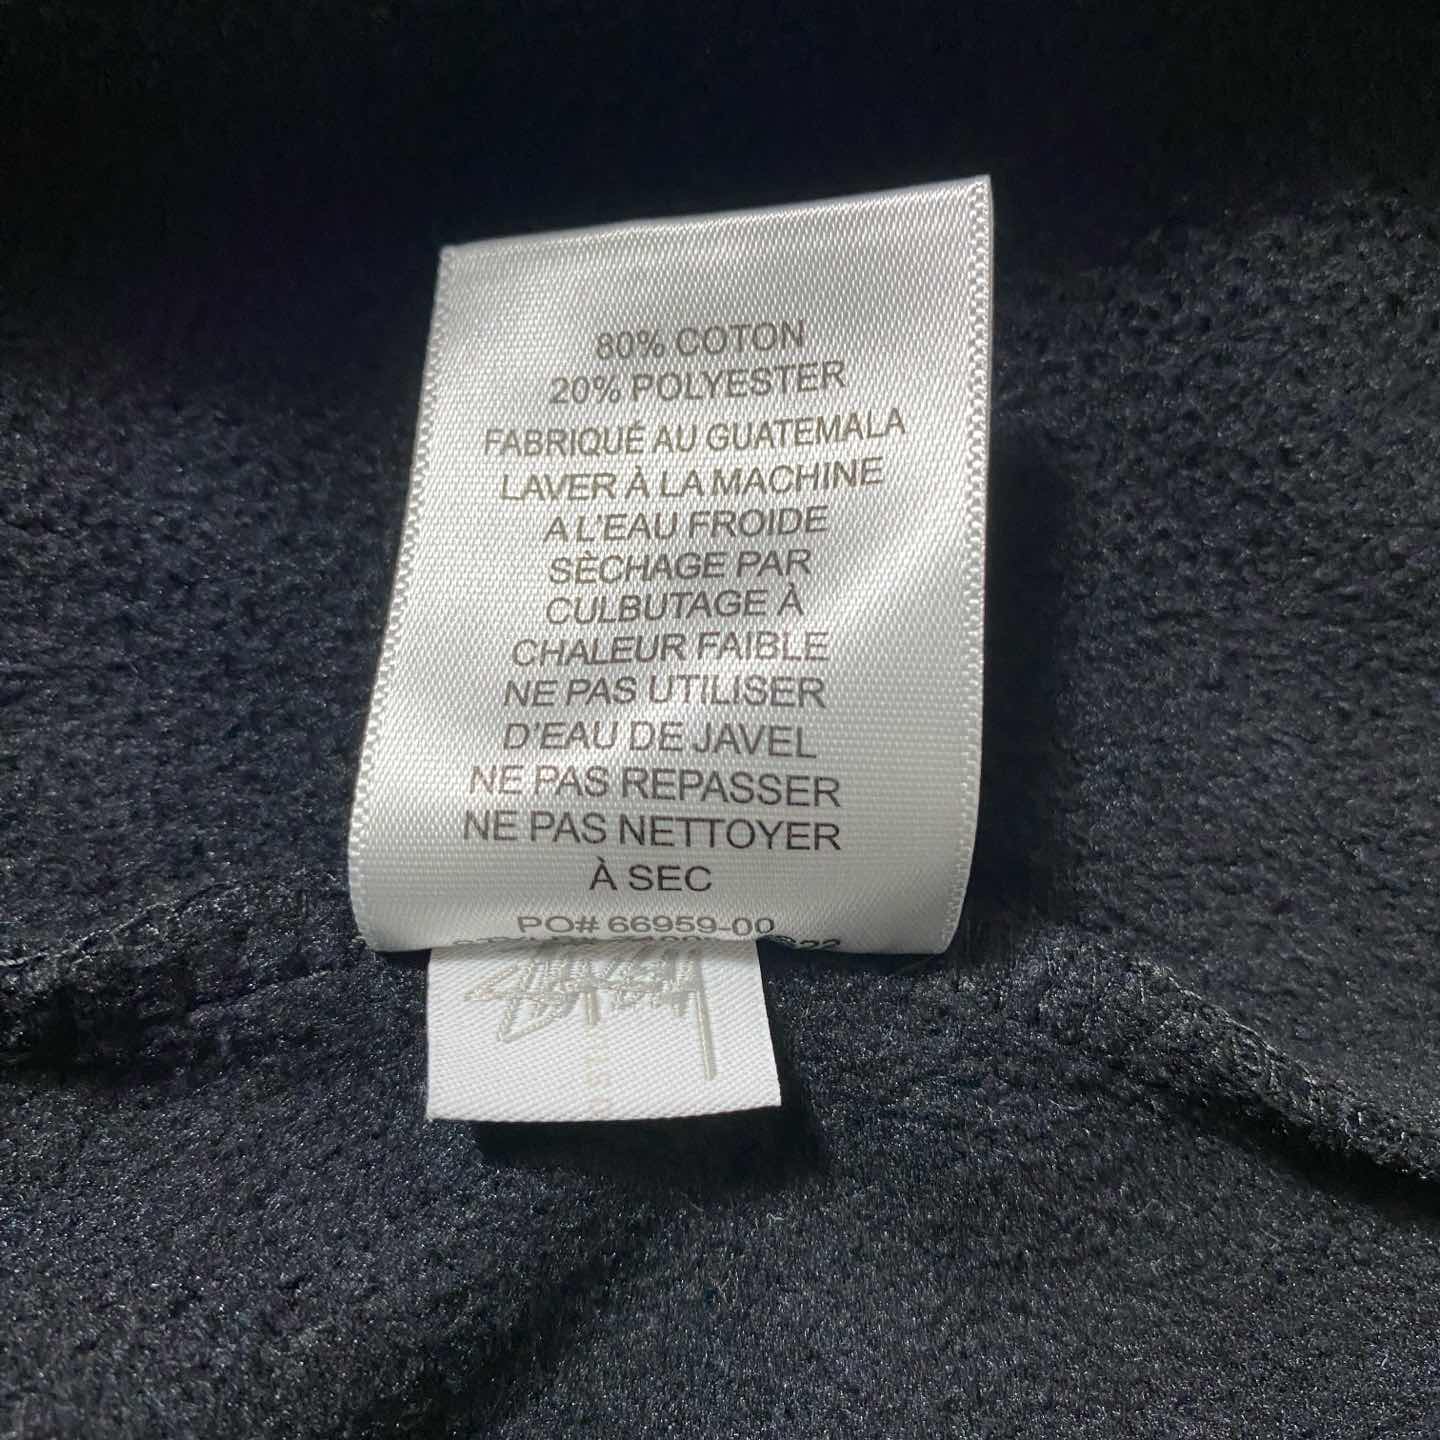 80% COTON
20% POLYESTER
FABRIQUÉ AU GUATEMALA
LAVER À LA MACHINE
A L'EAU FROIDE
SÈCHAGE PAR
CULBUTAGE À
CHALEUR FAIBLE
NE PAS UTILISER
D'EAU DE JAVEL
NE PAS REPASSER
NE PAS NETTOYER
À SEC
PO# 66959-00